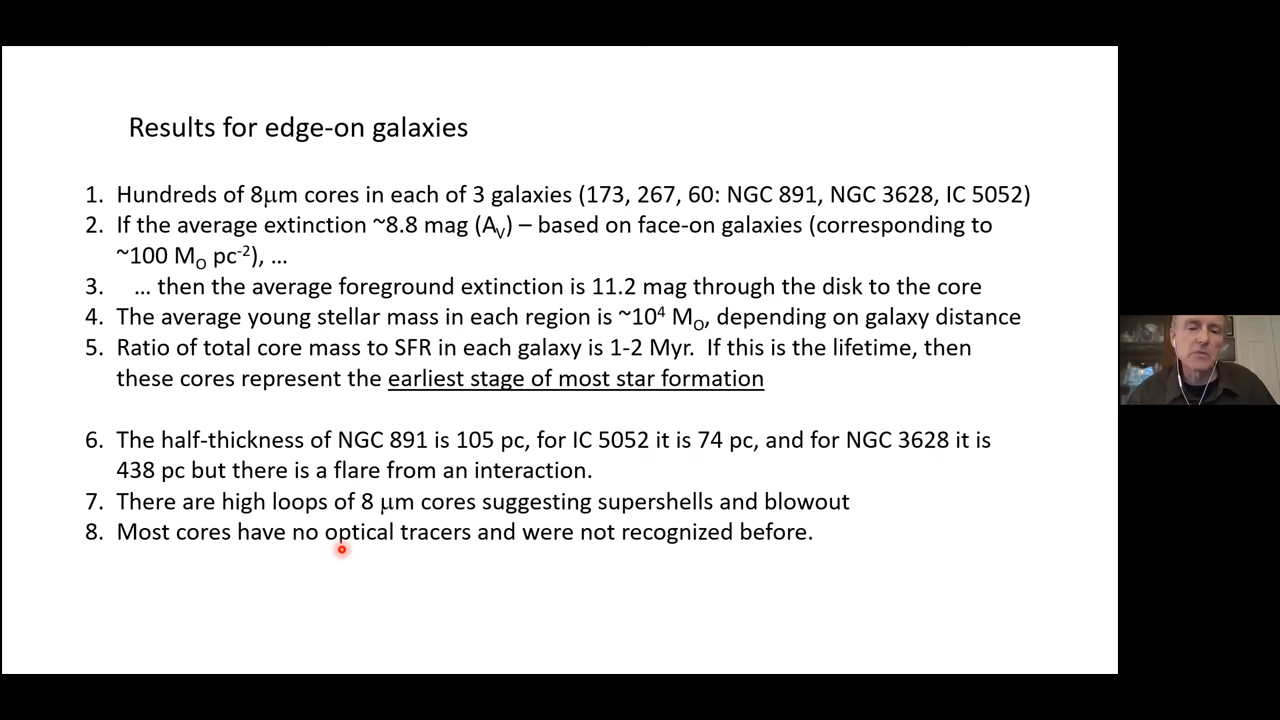 Results for edge-on galaxies
1. Hundreds of 8μm cores in each of 3 galaxies (173, 267, 60: NGC 891, NGC 3628, IC 5052)
2. If the average extinction ~8.8 mag (A_V) – based on face-on galaxies (corresponding to
~100 M_O pc^-2), …
3. … then the average foreground extinction is 11.2 mag through the disk to the core
4. The average young stellar mass in each region is ~10^4 M_O, depending on galaxy distance
5. Ratio of total core mass to SFR in each galaxy is 1-2 Myr. If this is the lifetime, then
these cores represent the earliest stage of most star formation
6. The half-thickness of NGC 891 is 105 pc, for IC 5052 it is 74 pc, and for NGC 3628 it is
438 pc but there is a flare from an interaction.
7. There are high loops of 8 μm cores suggesting supershells and blowout
8. Most cores have no optical tracers and were not recognized before.